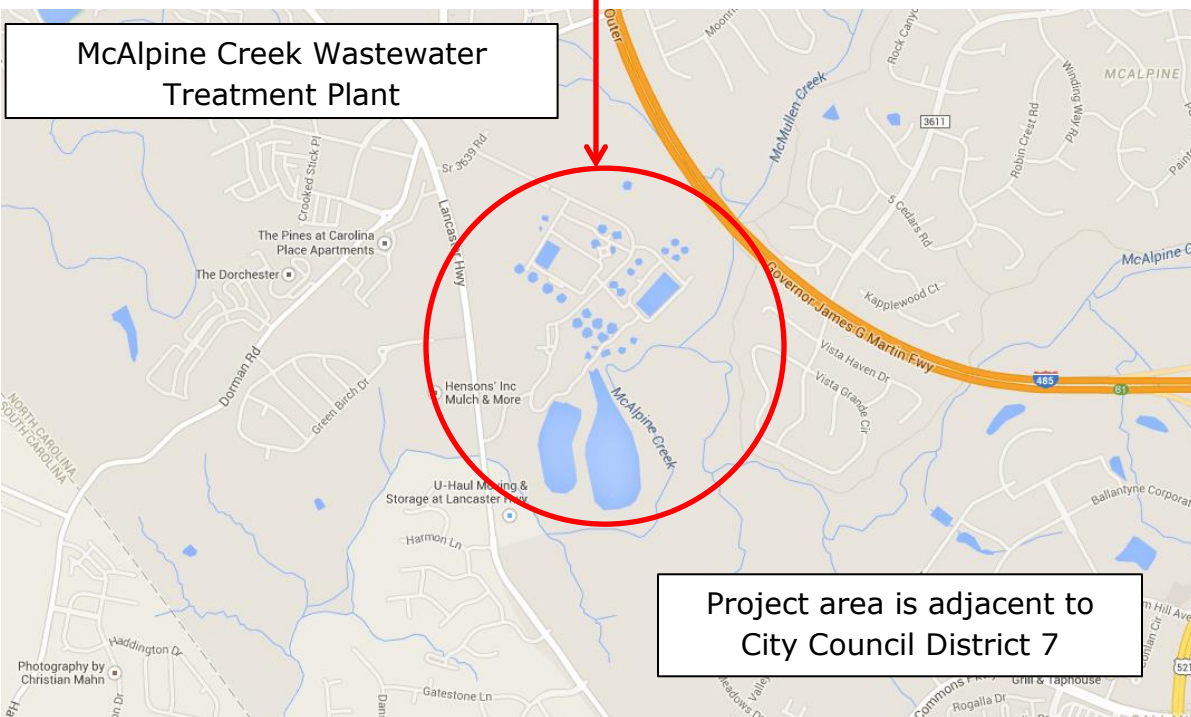 McAlpine Creek Wastewater
Treatment Plant
Outer
Rock Cany
MCALPINE
McMullen Creek
3611
Winding Way Rd
Robin Crest Rd
Crooked Stick Pl
Sr 3639 Rd
Lancaster Hwy
S Cedars Rd
The Pines at Carolina
Place Apartments
The Dorchester
McAlpine C
Kapplewood Ct
Governor James G Martin Fwy
Vista Haven Dr
Vista Grande Cir
485
61
Dorman Rd
Green Birch Dr
Hensons' Inc
Mulch & More
McAlpine Creek
NORTH CAROLINA
SOUTH CAROLINA
U-Haul Moving &
Storage at Lancaster Hwy
Ballantyne Corporat
Harmon Ln
Project area is adjacent to
City Council District 7
m Hill Ave
Haddington Dr
Photography by
Christian Mahn
Gatestone Ln
Grill & Taphouse
521
Rogalla Dr